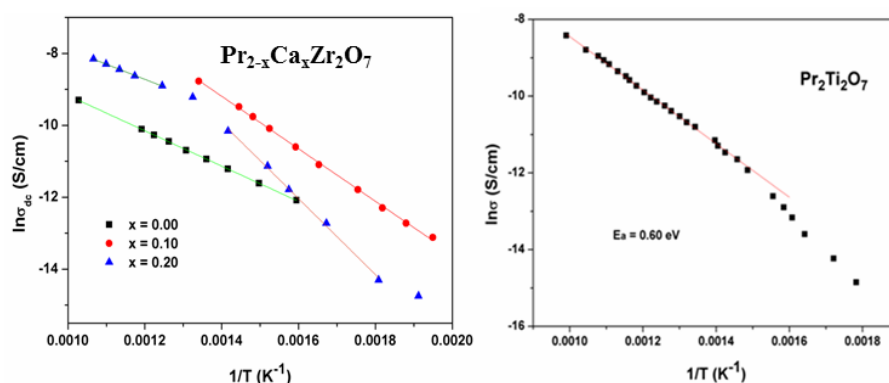 Pr2-xCaxZr2O7
-8
-10
-12
-14
lnσdc (S/cm)
x = 0.00
x = 0.10
x = 0.20
0.0010 0.0012 0.0014 0.0016 0.0018 0.0020
1/T (K-1)
Pr2Ti2O7
-8
-10
-12
-14
-16
lnσ (S/cm)
Ea = 0.60 eV
0.0010 0.0012 0.0014 0.0016 0.0018
1/T (K-1)